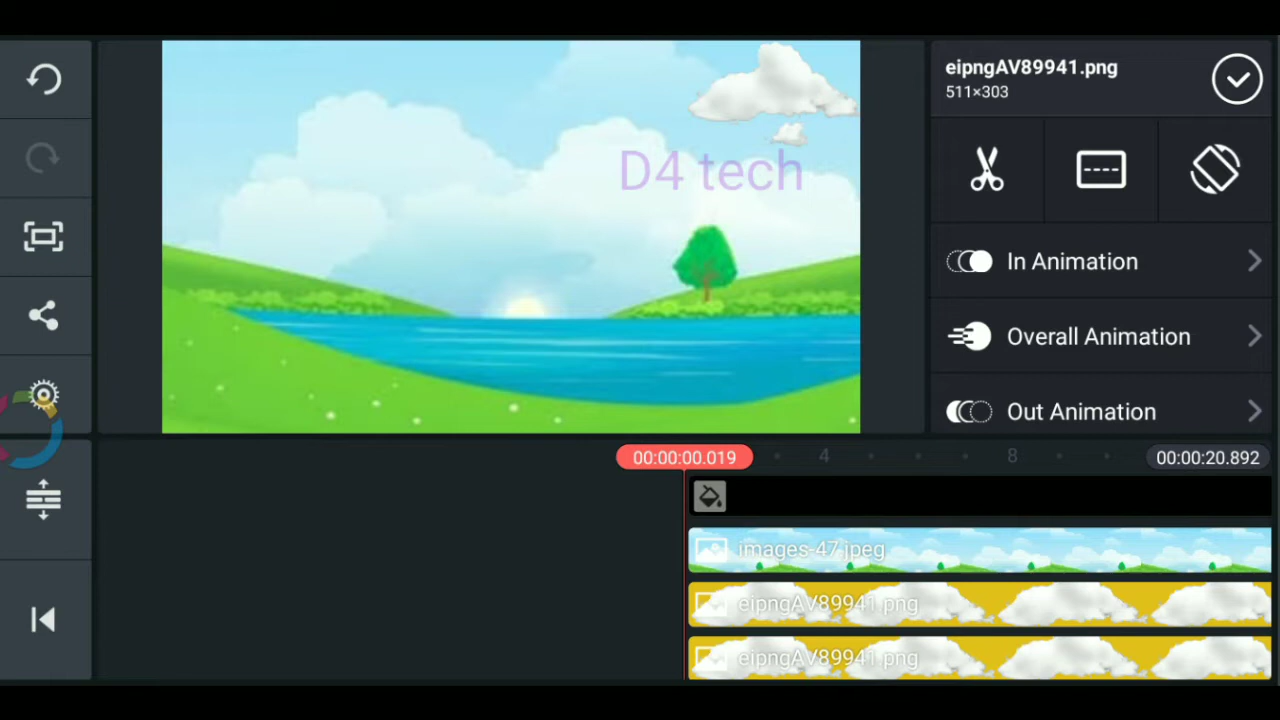 eipngAV89941.png
511×303
D4 tech
In Animation
Overall Animation
Out Animation
00:00:00.019
4
8
00:00:20.892
images-47.jpeg
eipngAV89941.png
eipngAV89941.png